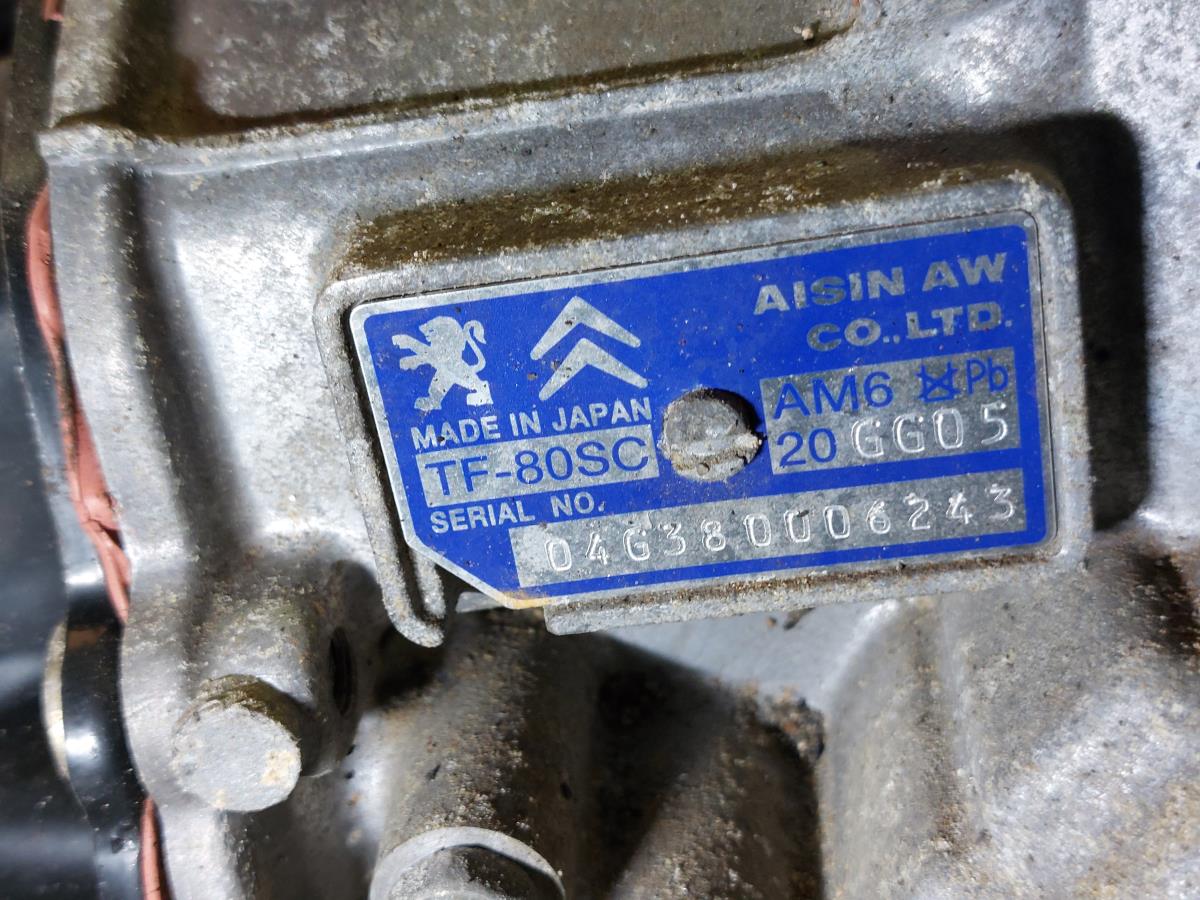 AISIN AW
CO.,LTD.
MADE IN JAPAN
TF-80SC
AM6 Pb
20 GG05
SERIAL NO.
04G380006243